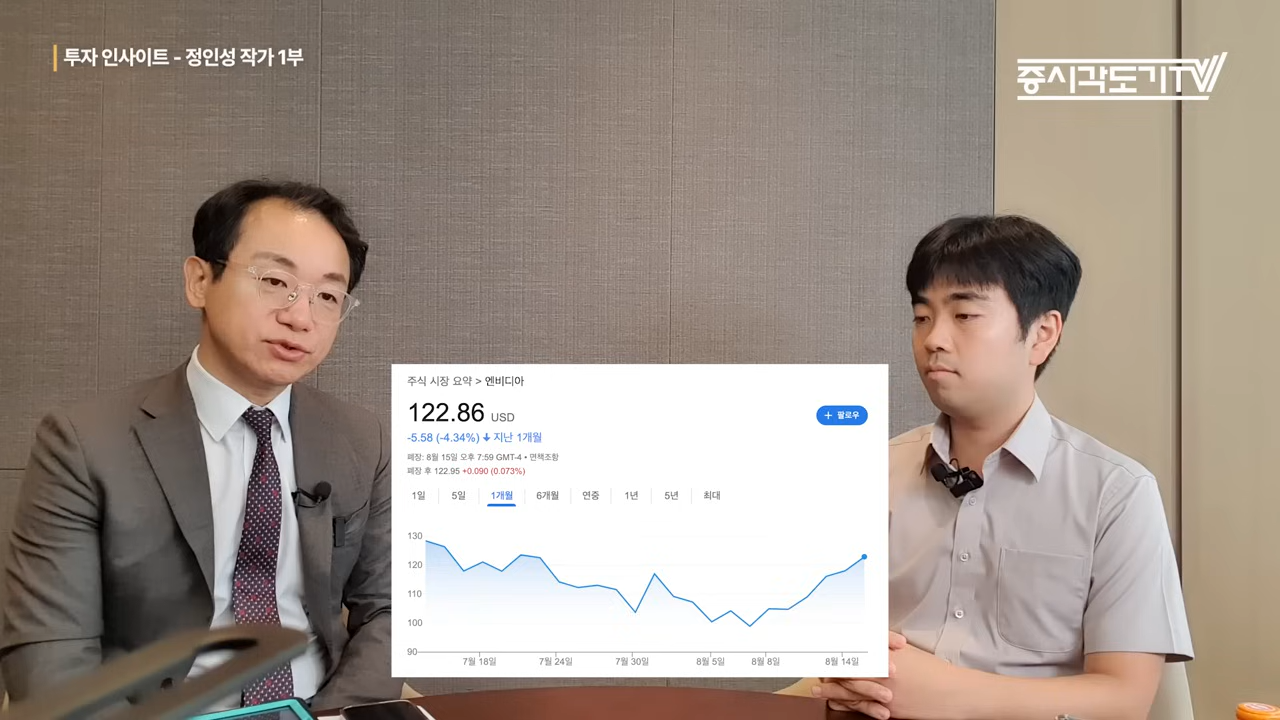 투자 인사이트 - 정인성 작가 1부
증시각도기TV
주식 시장 요약 > 엔비디아
122.86 USD
+ 팔로우
-5.58 (-4.34%) ↓ 지난 1개월
폐장: 8월 15일 오후 7:59 GMT-4 • 면책조항
폐장 후 122.95 +0.090 (0.073%)
1일 5일 1개월 6개월 연중 1년 5년 최대
130
120
110
100
90
7월 18일 7월 24일 7월 30일 8월 5일 8월 8일 8월 14일